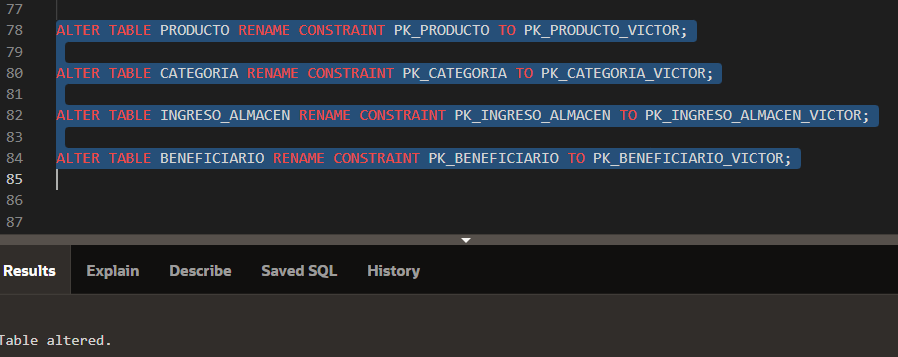 77
78 ALTER TABLE PRODUCTO RENAME CONSTRAINT PK_PRODUCTO TO PK_PRODUCTO_VICTOR;
79
80 ALTER TABLE CATEGORIA RENAME CONSTRAINT PK_CATEGORIA TO PK_CATEGORIA_VICTOR;
81
82 ALTER TABLE INGRESO_ALMACEN RENAME CONSTRAINT PK_INGRESO_ALMACEN TO PK_INGRESO_ALMACEN_VICTOR;
83
84 ALTER TABLE BENEFICIARIO RENAME CONSTRAINT PK_BENEFICIARIO TO PK_BENEFICIARIO_VICTOR;
85
86
87
Results Explain Describe Saved SQL History
Table altered.